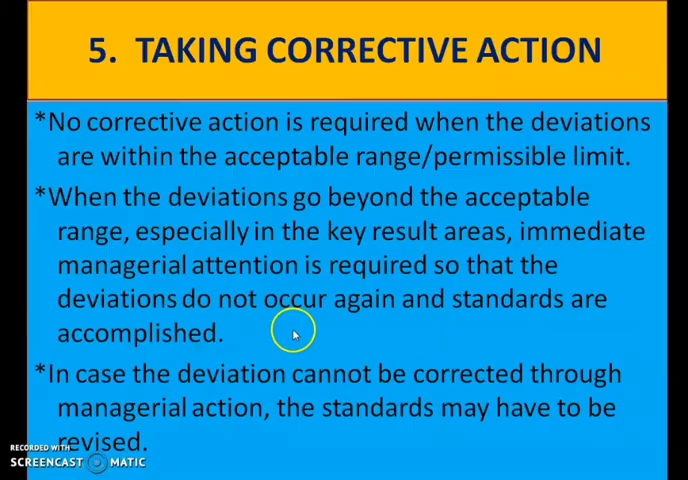 5. TAKING CORRECTIVE ACTION
*No corrective action is required when the deviations
are within the acceptable range/permissible limit.
*When the deviations go beyond the acceptable
range, especially in the key result areas, immediate
managerial attention is required so that the
deviations do not occur again and standards are
accomplished.
*In case the deviation cannot be corrected through
managerial action, the standards may have to be
revised.
RECORDED WITH
SCREENCAST MATIC